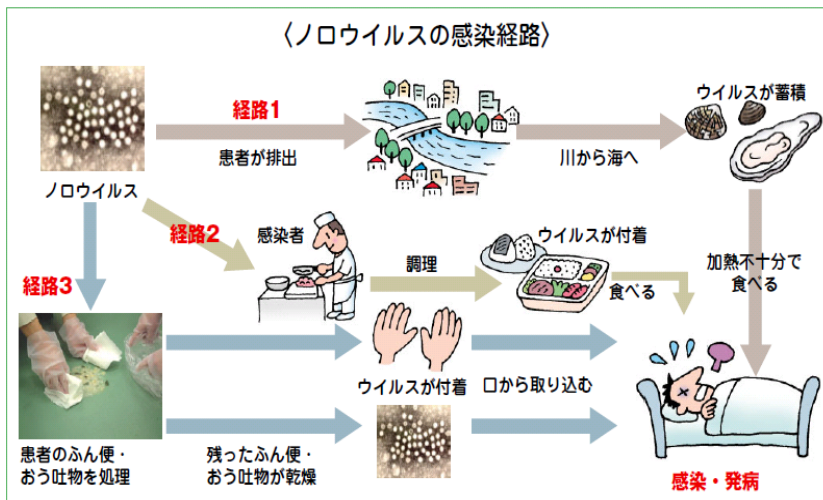 〈ノロウイルスの感染経路〉
ノロウイルス
経路1
患者が排出
川から海へ
ウイルスが蓄積
加熱不十分で
食べる
経路2
感染者
調理
ウイルスが付着
食べる
経路3
患者のふん便・
おう吐物を処理
ウイルスが付着
口から取り込む
残ったふん便・
おう吐物が乾燥
感染・発病